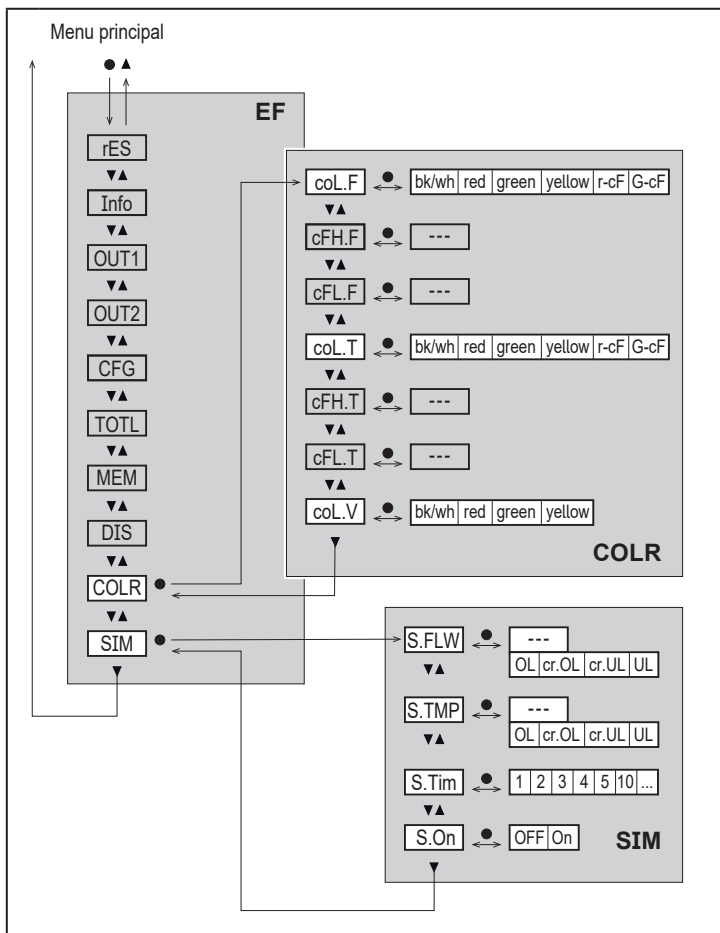 Menu principal
EF
rES
Info
OUT1
OUT2
CFG
TOTL
MEM
DIS
COLR
SIM
coL.F bk/wh red green yellow r-cF G-cF
cFH.F ---
cFL.F ---
coL.T bk/wh red green yellow r-cF G-cF
cFH.T ---
cFL.T ---
coL.V bk/wh red green yellow
COLR
S.FLW ---
OL cr.OL cr.UL UL
S.TMP ---
OL cr.OL cr.UL UL
S.Tim 1 2 3 4 5 10 ...
S.On OFF On
SIM